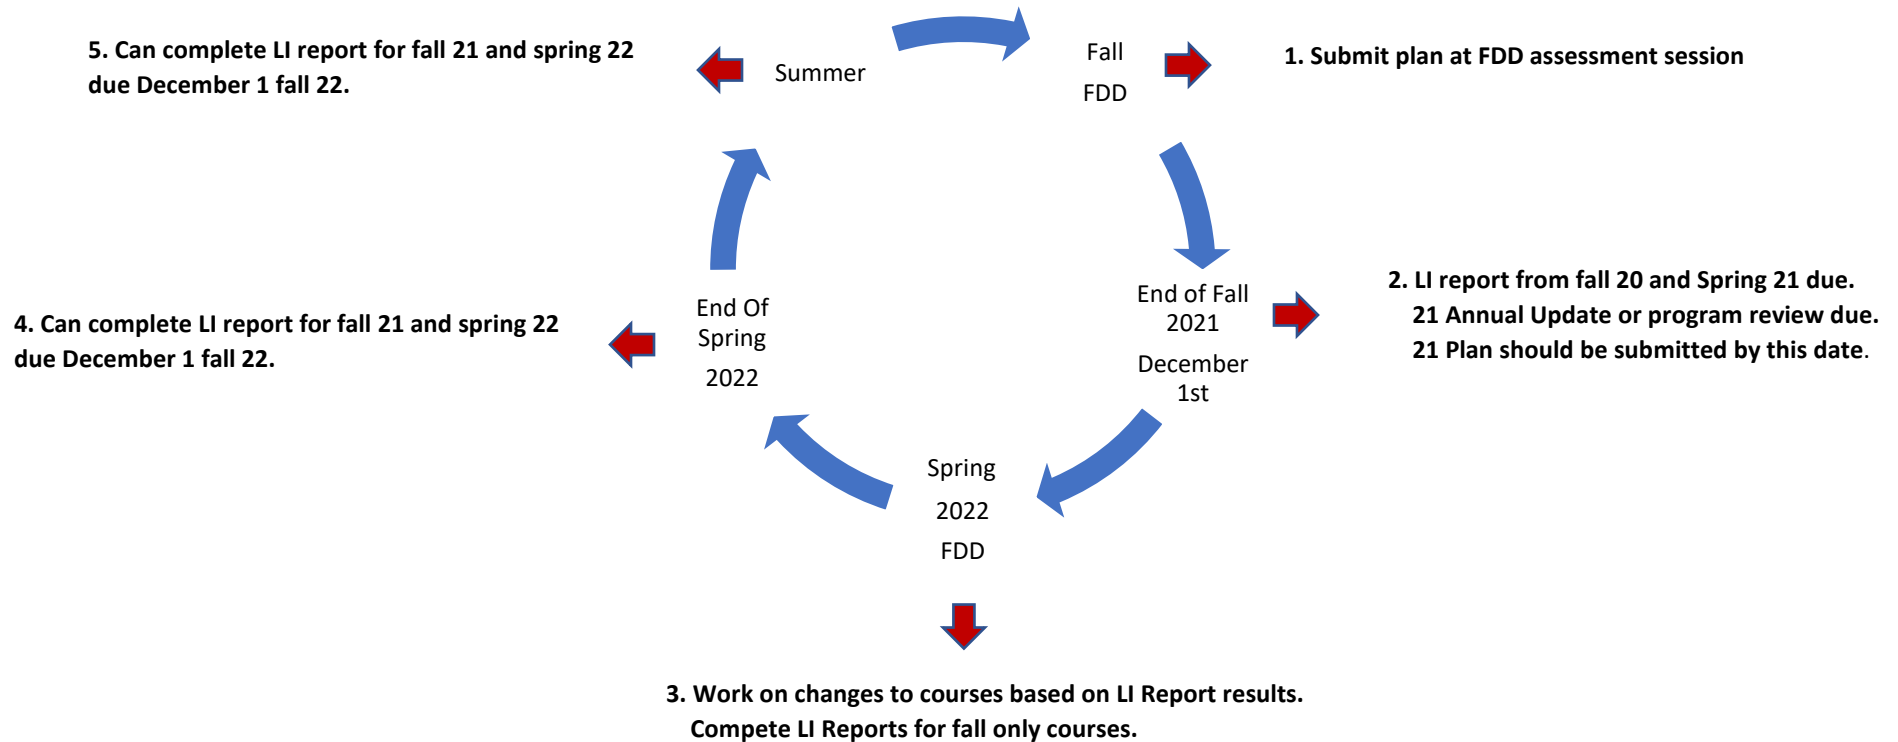 5. Can complete LI report for fall 21 and spring 22
due December 1 fall 22.
Summer
Fall
FDD
1. Submit plan at FDD assessment session
End of Fall
2021
December
1st
2. LI report from fall 20 and Spring 21 due.
21 Annual Update or program review due.
21 Plan should be submitted by this date.
4. Can complete LI report for fall 21 and spring 22
due December 1 fall 22.
End Of
Spring
2022
Spring
2022
FDD
3. Work on changes to courses based on LI Report results.
Compete LI Reports for fall only courses.